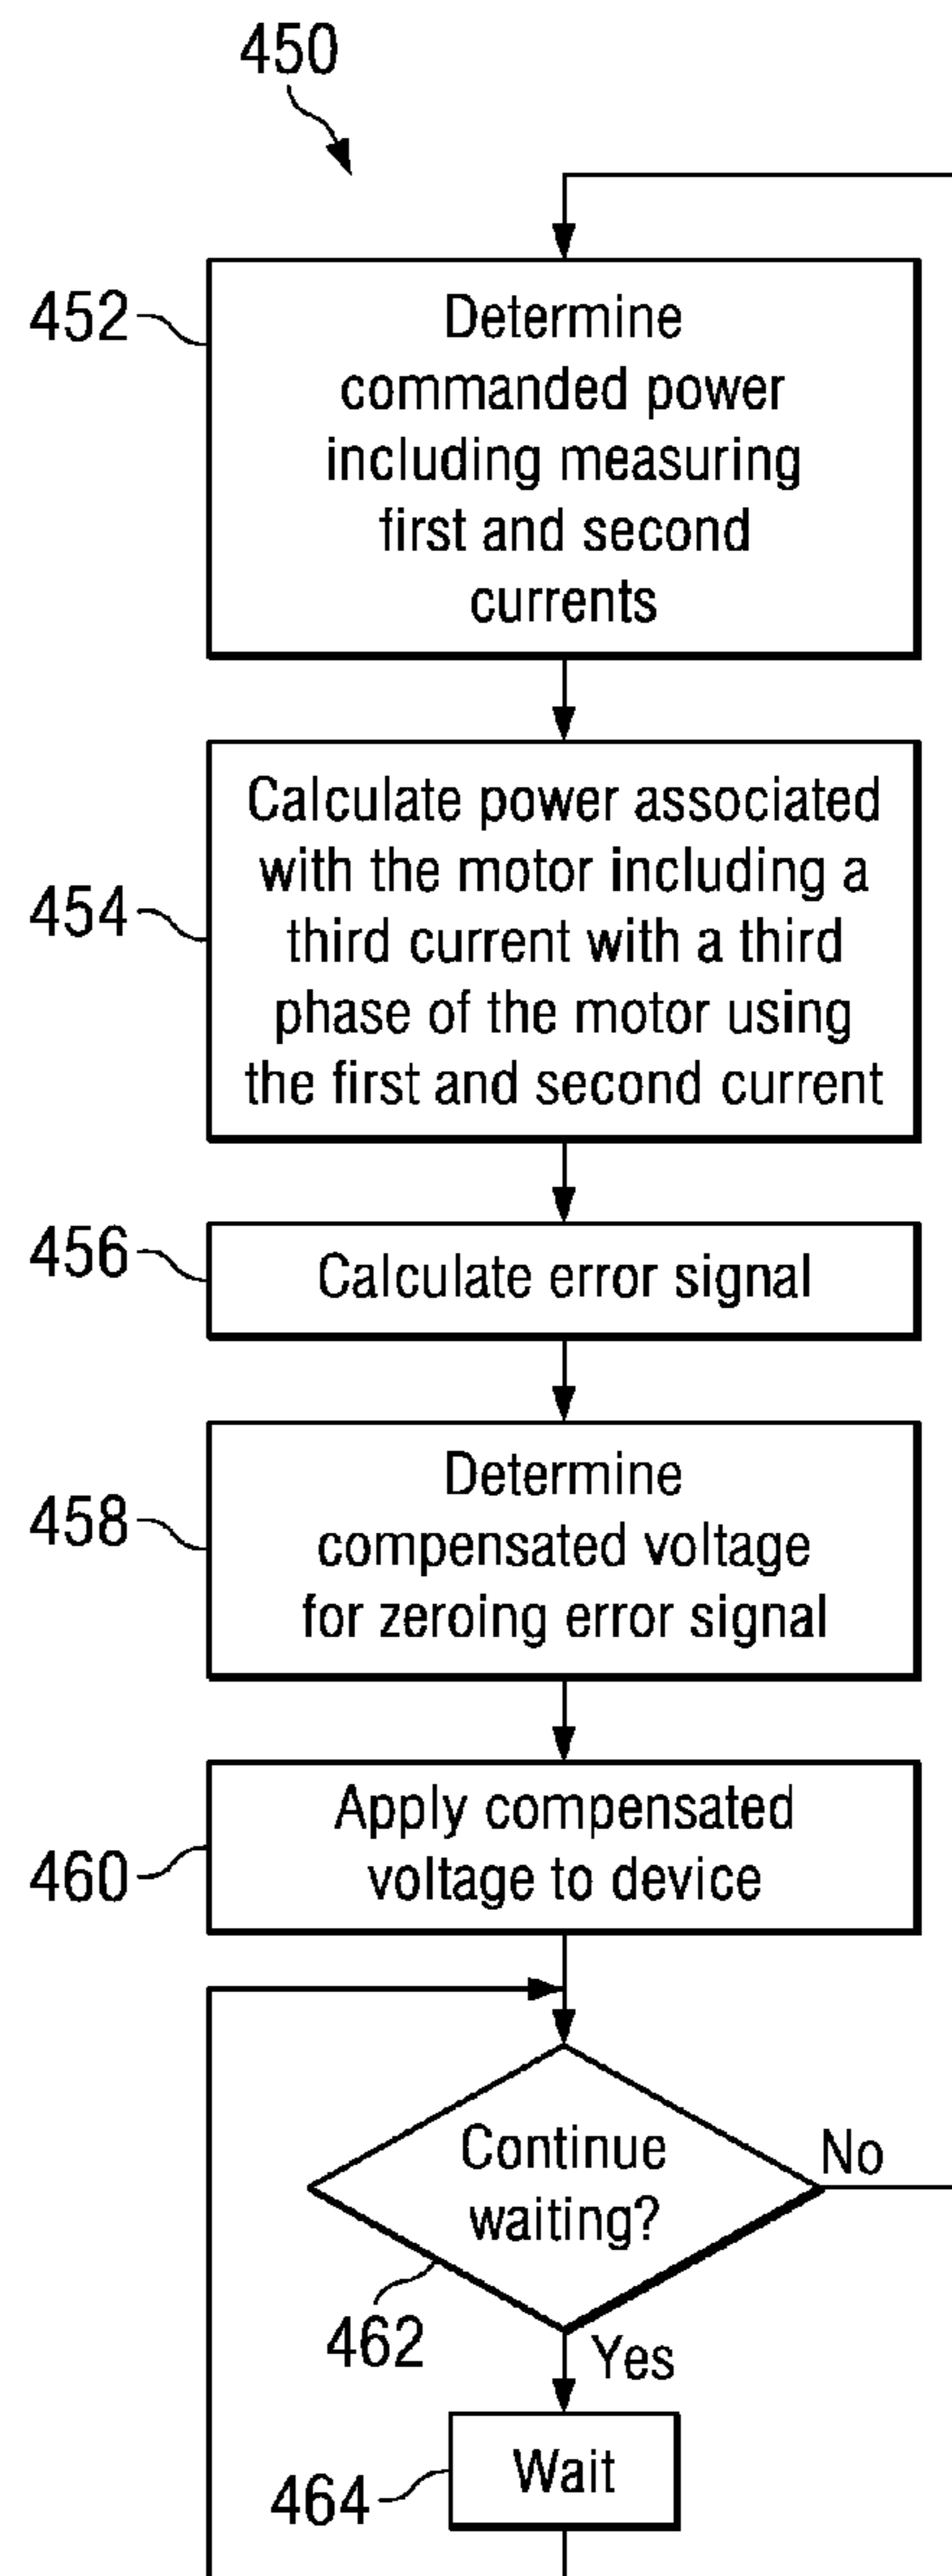 450
452
Determine
commanded power
including measuring
first and second
currents
454
Calculate power associated
with the motor including a
third current with a third
phase of the motor using
the first and second current
456
Calculate error signal
458
Determine
compensated voltage
for zeroing error signal
460
Apply compensated
voltage to device
Continue
waiting?
No
462
Yes
464
Wait